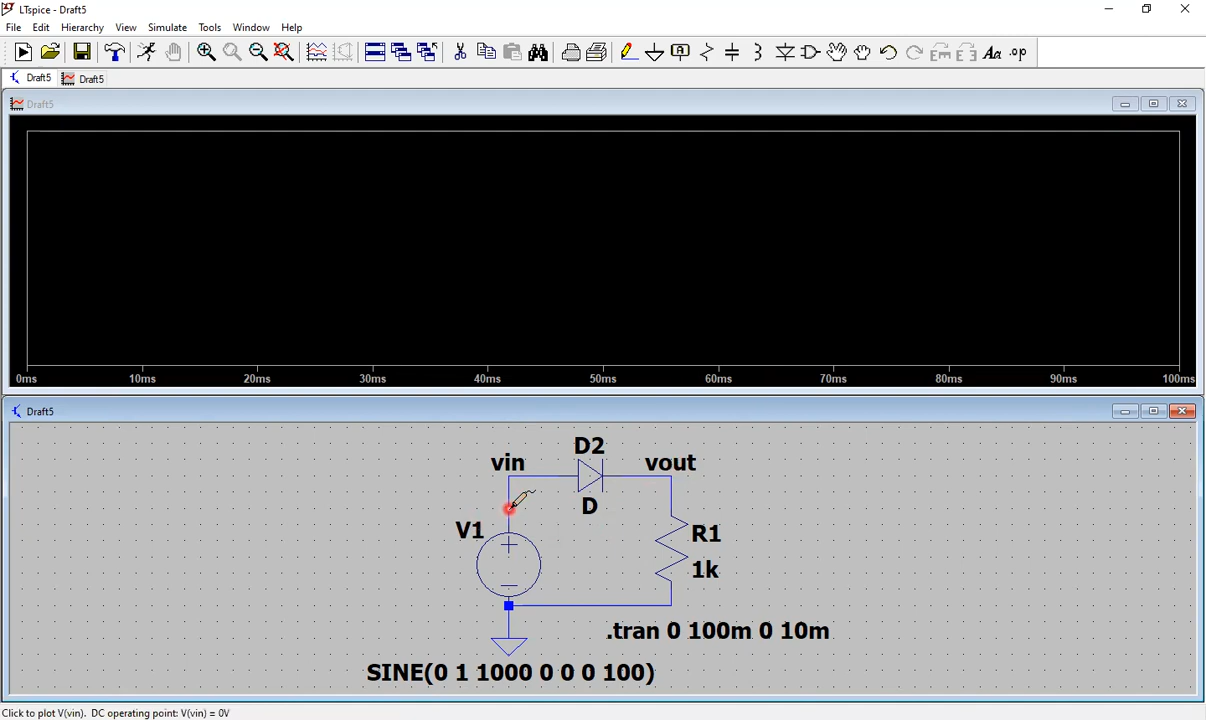 LTspice - Draft5
File Edit Hierarchy View Simulate Tools Window Help
Draft5 Draft5
Draft5
0ms 10ms 20ms 30ms 40ms 50ms 60ms 70ms 80ms 90ms 100ms
Draft5
D2
vin vout
D
V1 R1
1k
.tran 0 100m 0 10m
SINE(0 1 1000 0 0 0 100)
Click to plot V(vin). DC operating point: V(vin) = 0V